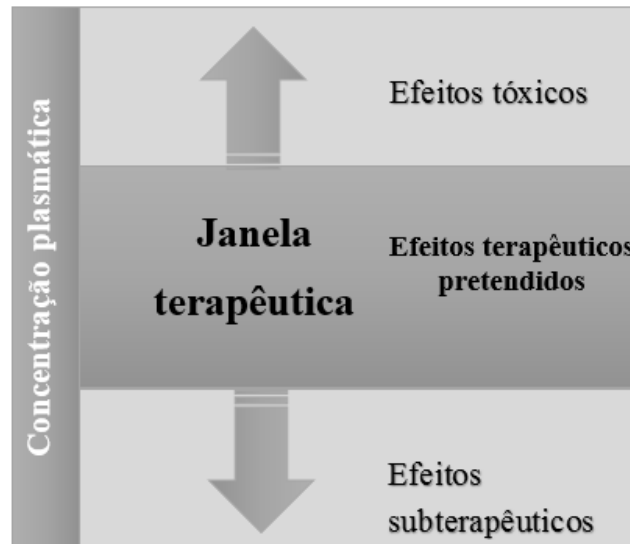 Concentração plasmática
Efeitos tóxicos
Janela
terapêutica
Efeitos terapêuticos
pretendidos
Efeitos
subterapêuticos